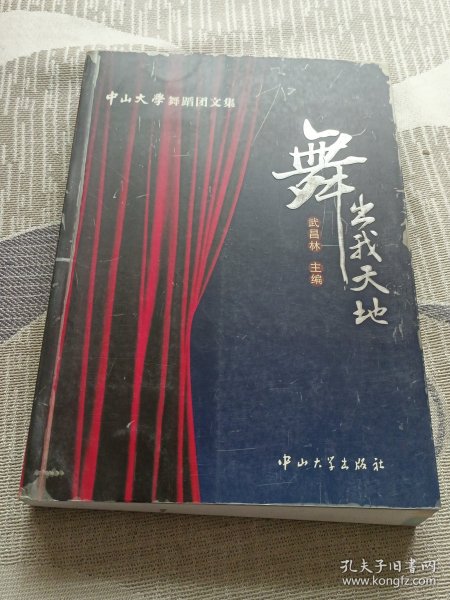 中山大學舞蹈团文集
舞出我天地
武昌林 主编
中山大学出版社
孔夫子旧书网
www.kongfz.com